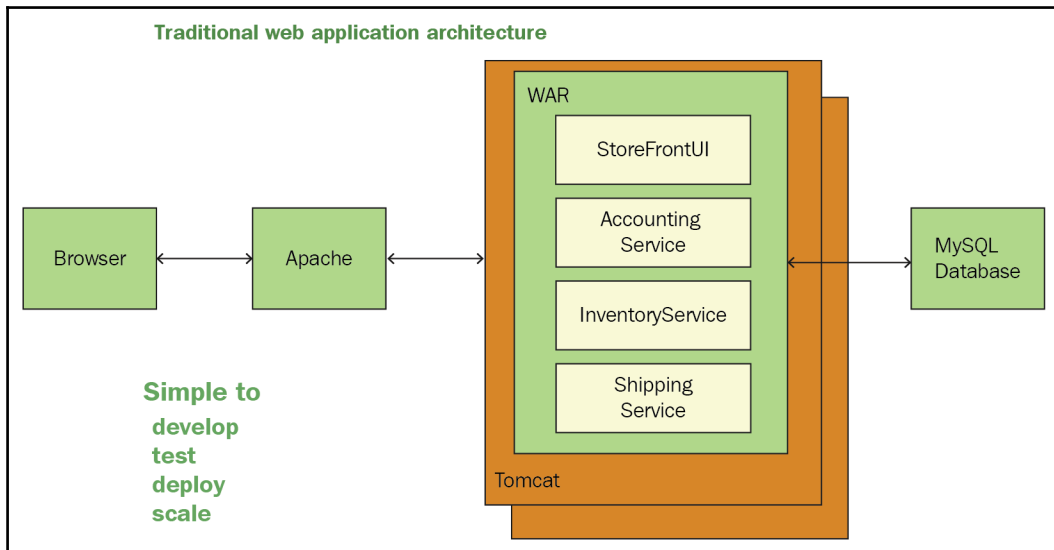 Traditional web application architecture
WAR
StoreFrontUI
Accounting
Service
InventoryService
Shipping
Service
Tomcat
Browser
Apache
MySQL
Database
Simple to
develop
test
deploy
scale